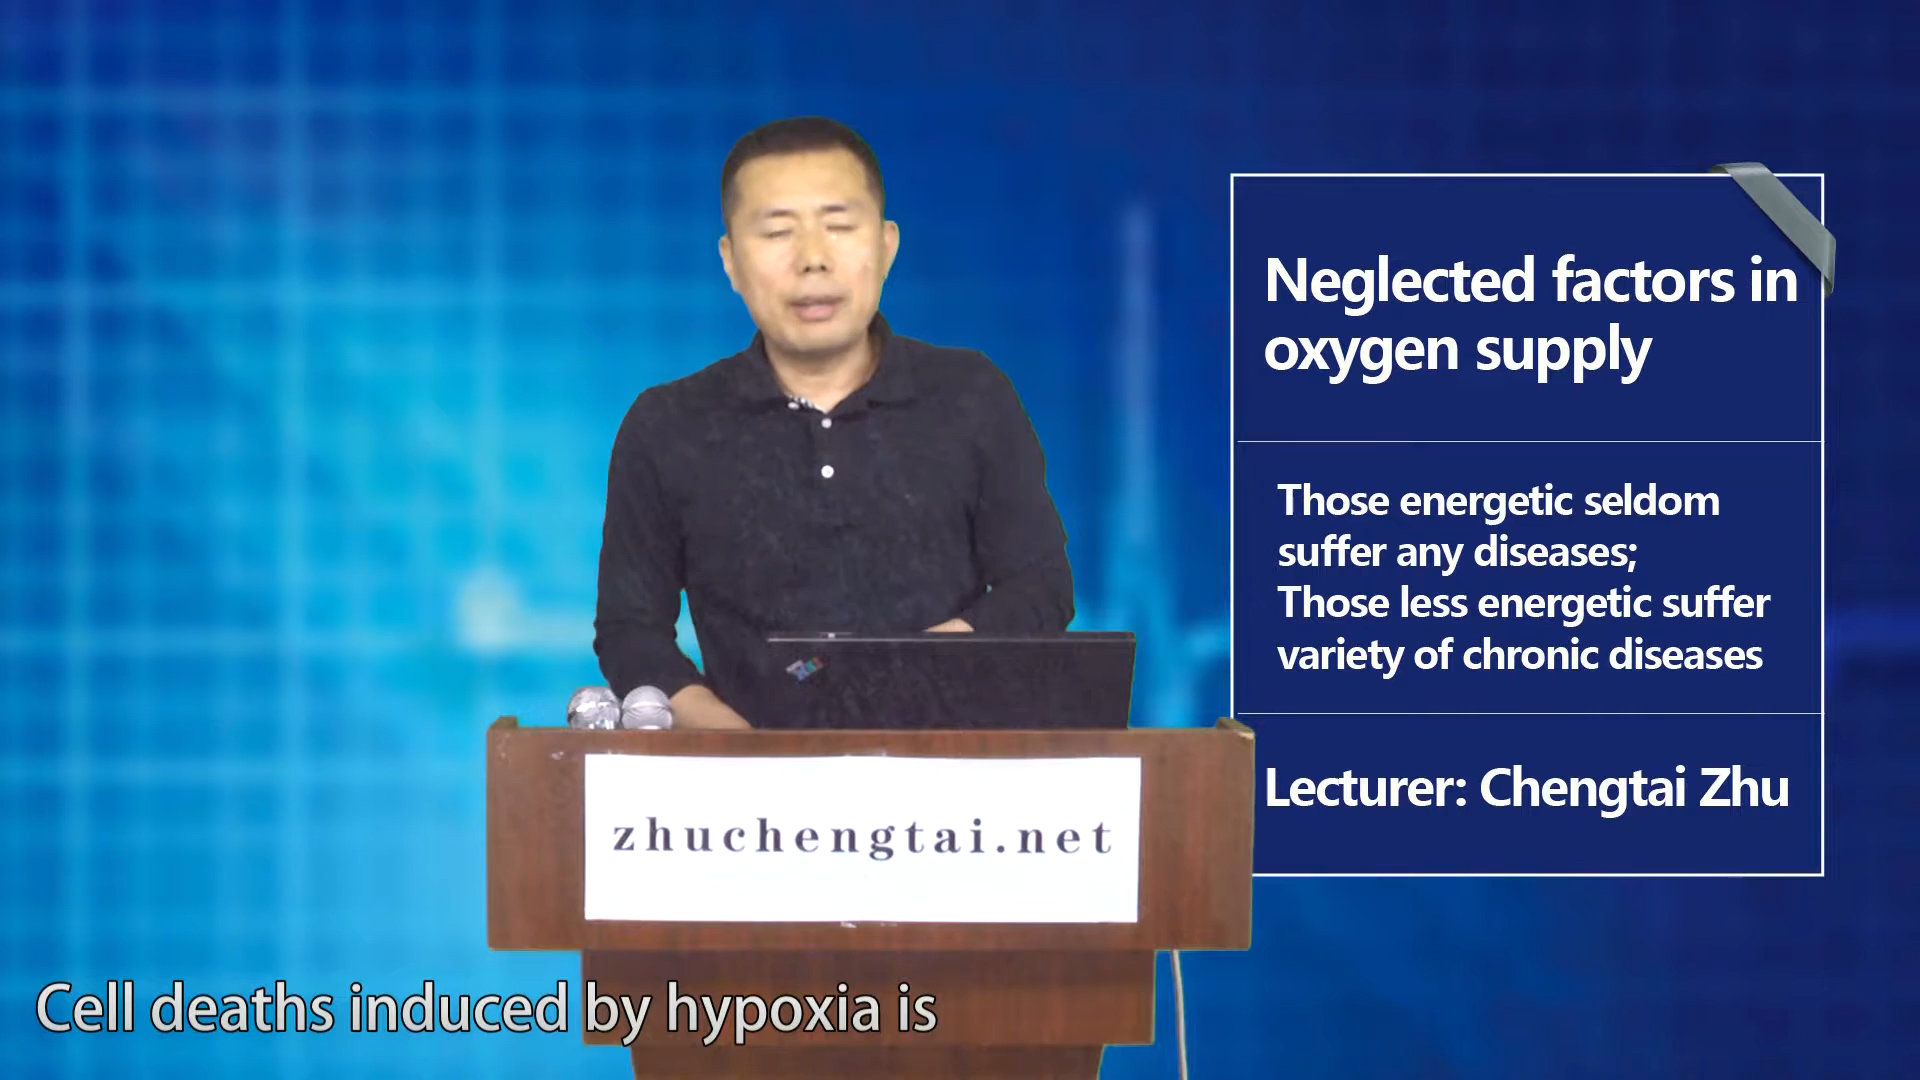 Neglected factors in
oxygen supply
Those energetic seldom
suffer any diseases;
Those less energetic suffer
variety of chronic diseases
Lecturer: Chengtai Zhu
zhuchengtai.net
Cell deaths induced by hypoxia is